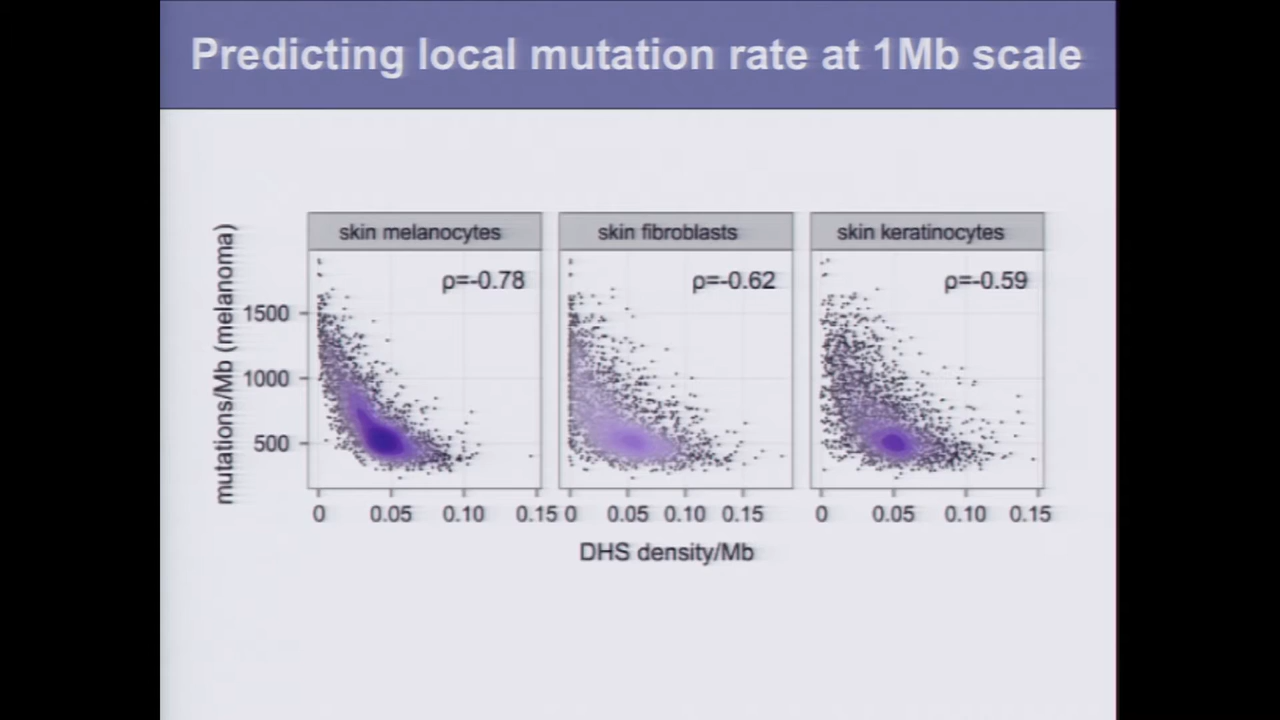 Predicting local mutation rate at 1Mb scale
skin melanocytes
skin fibroblasts
skin keratinocytes
ρ=-0.78
ρ=-0.62
ρ=-0.59
mutations/Mb (melanoma)
1500
1000
500
0 0.05 0.10 0.15
0 0.05 0.10 0.15
0 0.05 0.10 0.15
DHS density/Mb